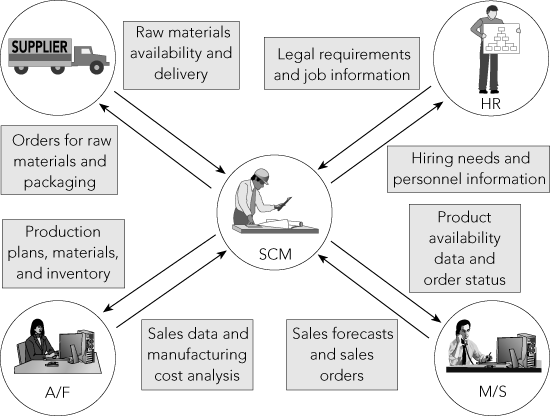 SUPPLIER
Raw materials
availability and
delivery
Legal requirements
and job information
HR
Orders for raw
materials and
packaging
Hiring needs and
personnel information
SCM
Production
plans, materials,
and inventory
Product
availability
data and
order status
A/F
Sales data and
manufacturing
cost analysis
Sales forecasts
and sales
orders
M/S